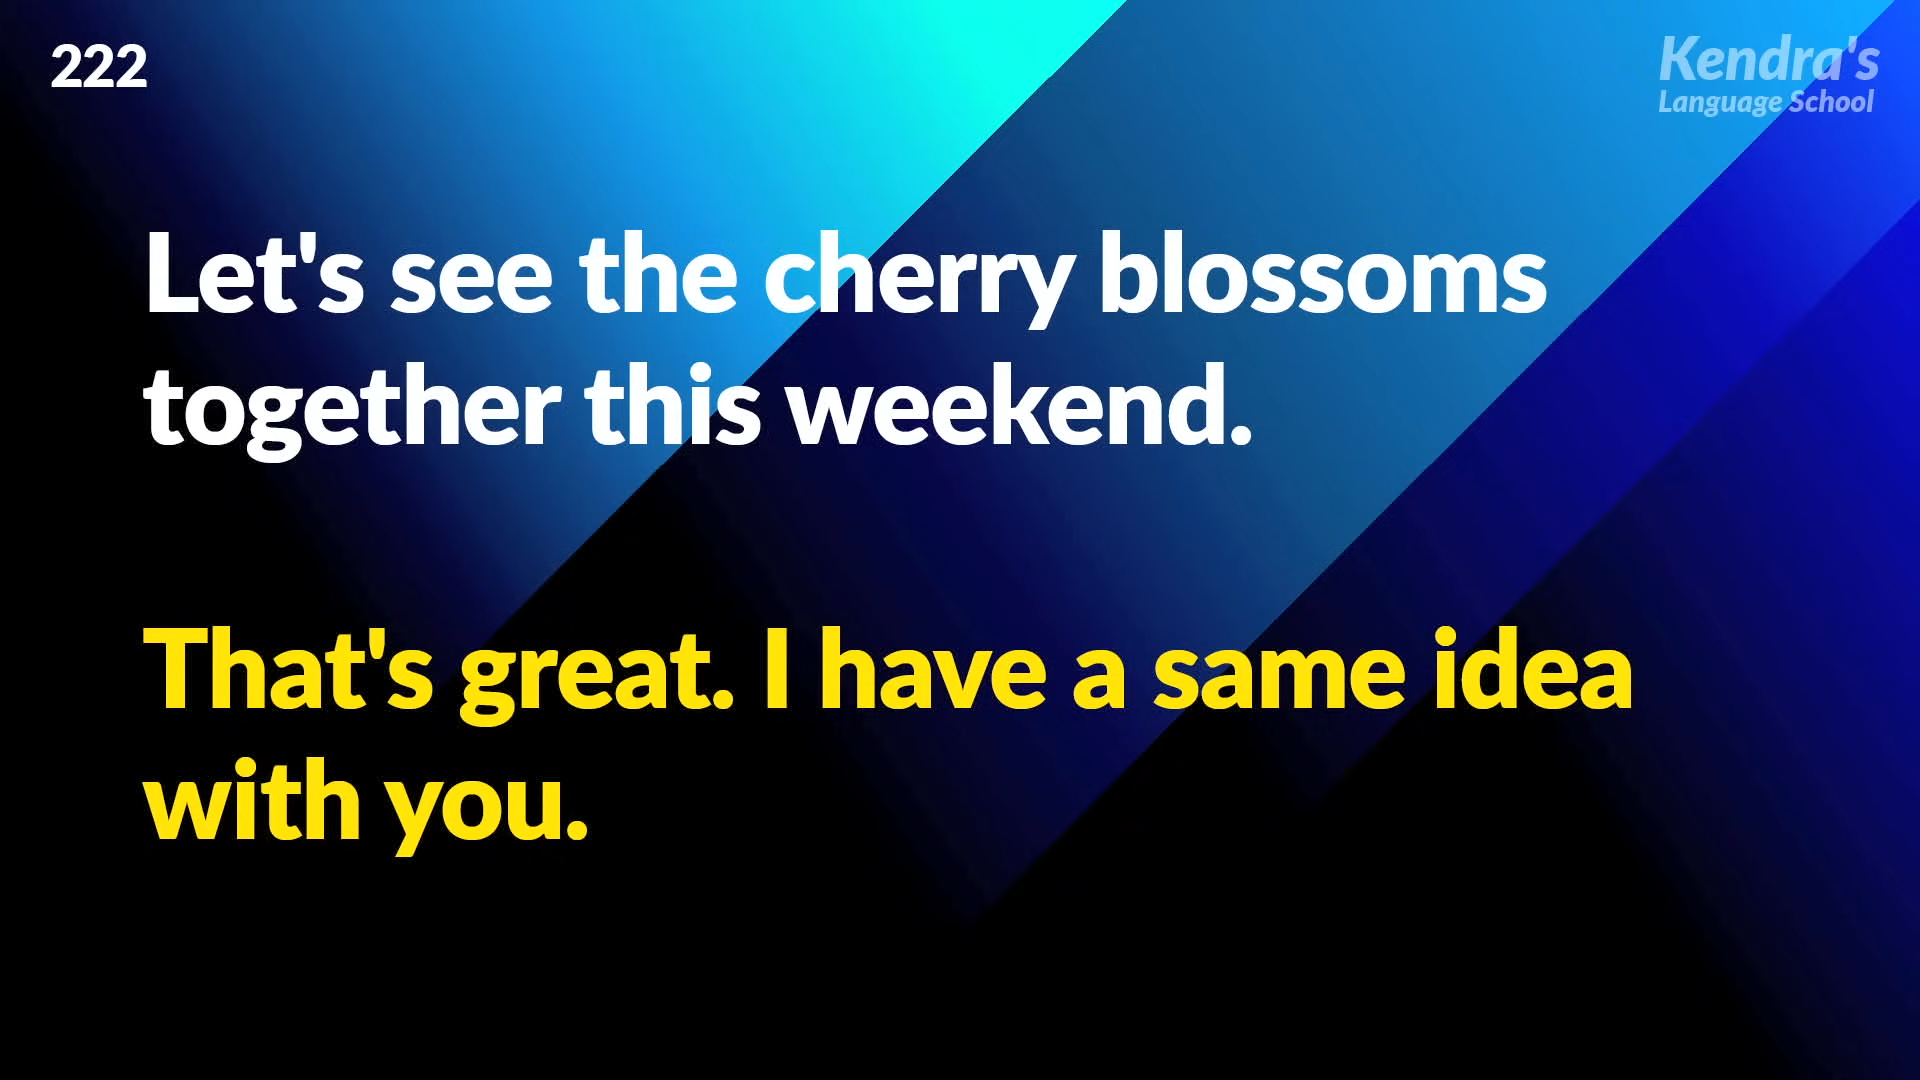 222
Kendra's
Language School
Let's see the cherry blossoms
together this weekend.
That's great. I have a same idea
with you.